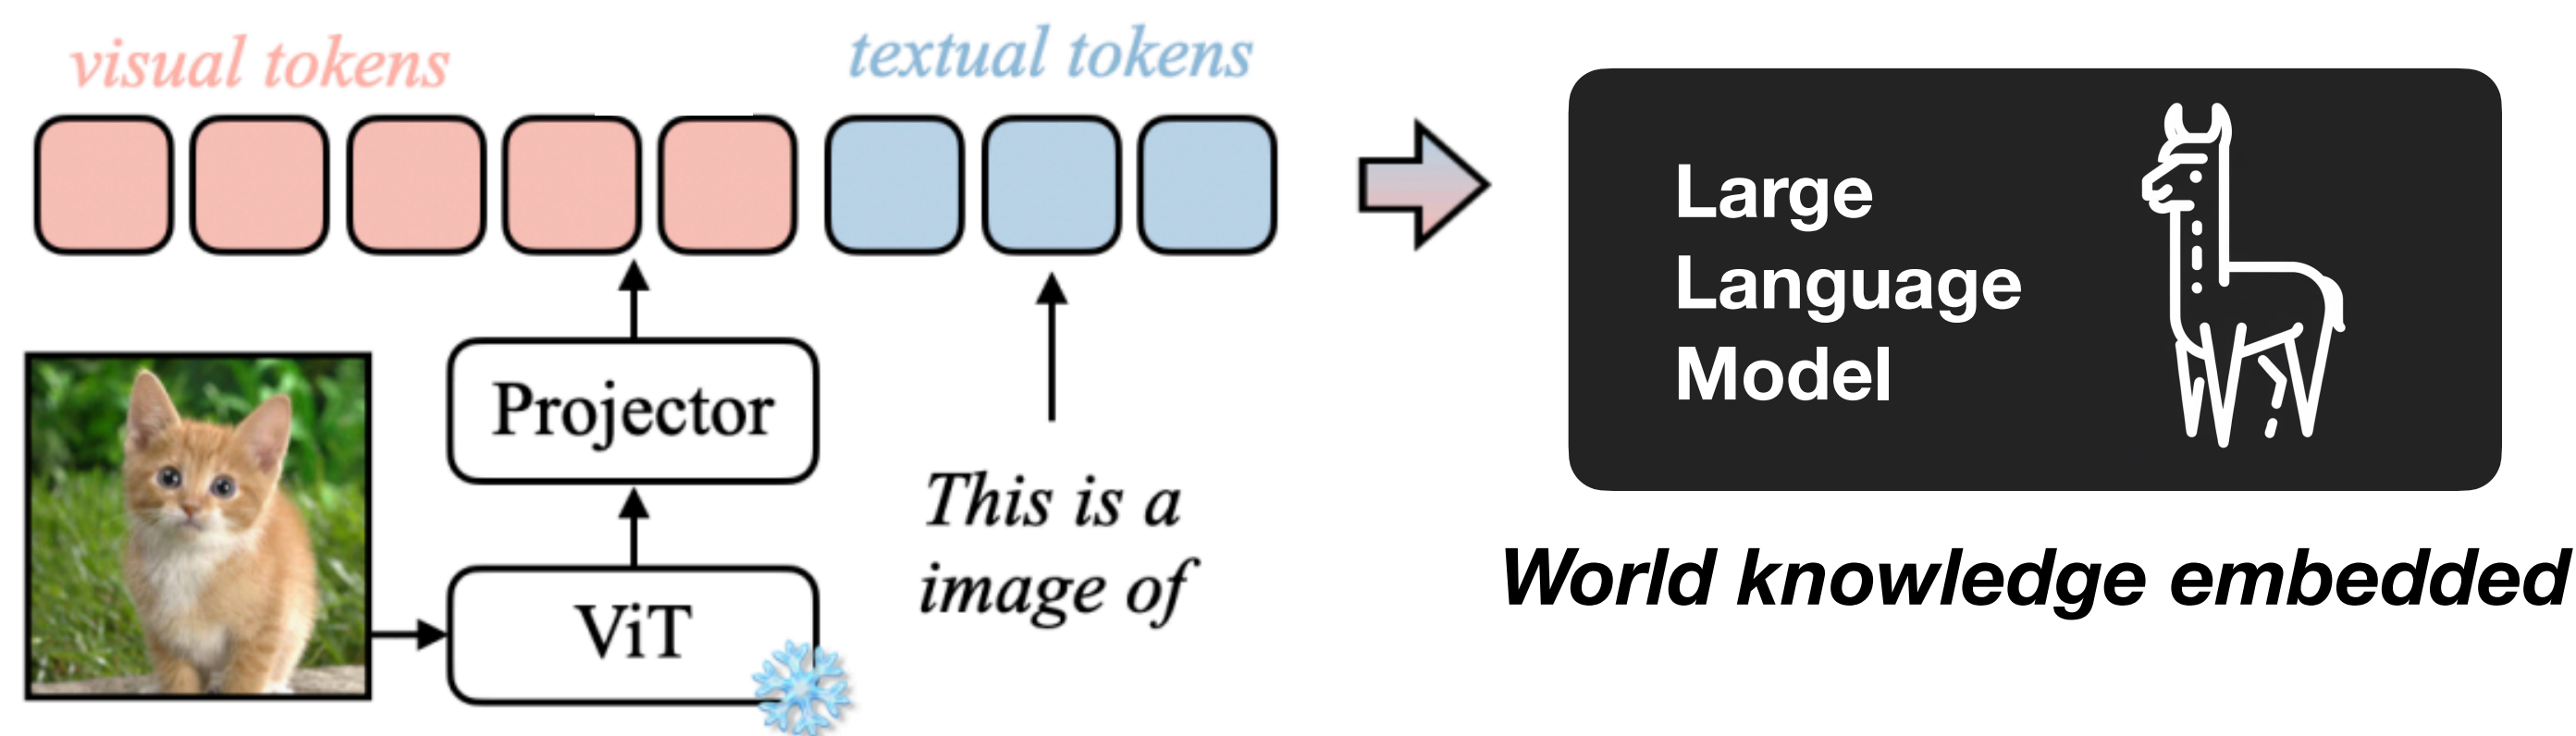 visual tokens
textual tokens
Projector
ViT
This is a
image of
Large
Language
Model
World knowledge embedded